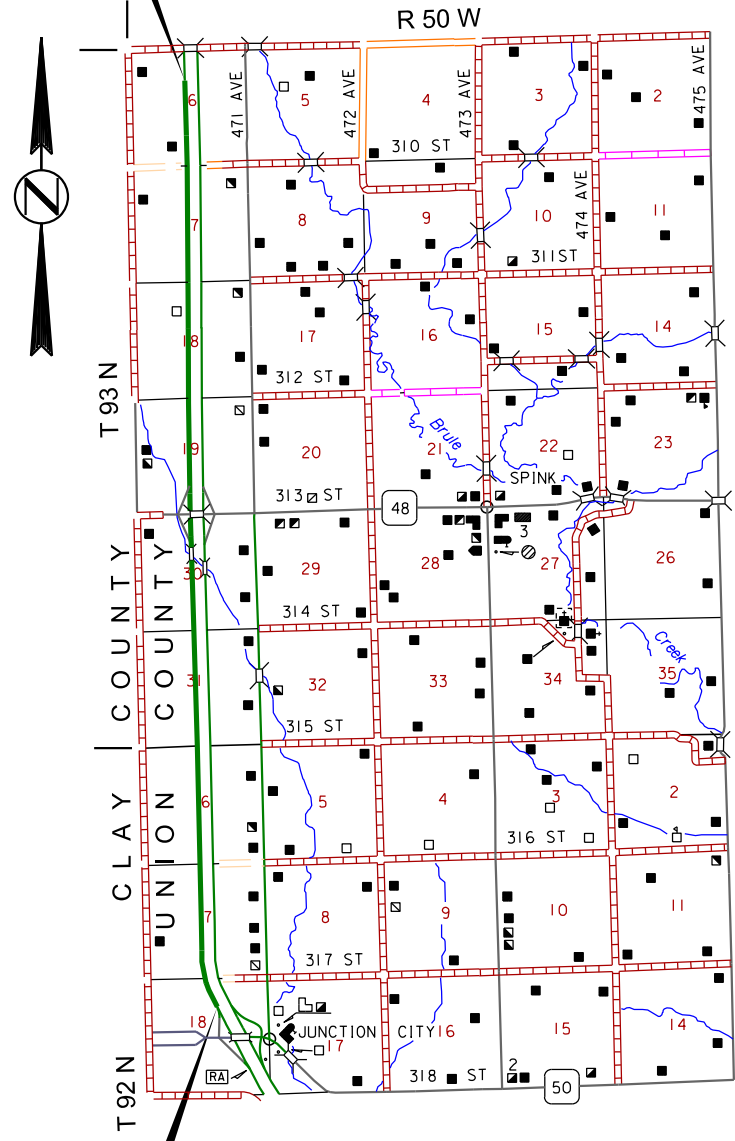 R 50 W
471 AVE
472 AVE
473 AVE
475 AVE
6
5
4
3
2
310 ST
N
474 AVE
7
8
9
10
11
311ST
18
17
16
15
14
312 ST
T 93 N
19
20
21
22
23
Brule
SPINK
313 ST
48
3
30
29
28
27
26
314 ST
Creek
31
32
33
34
35
315 ST
CLAY COUNTY
UNION COUNTY
6
5
4
3
2
316 ST
7
8
9
10
11
317 ST
18
JUNCTION CITY
17
16
15
14
RA
318 ST
2
50
T 92 N